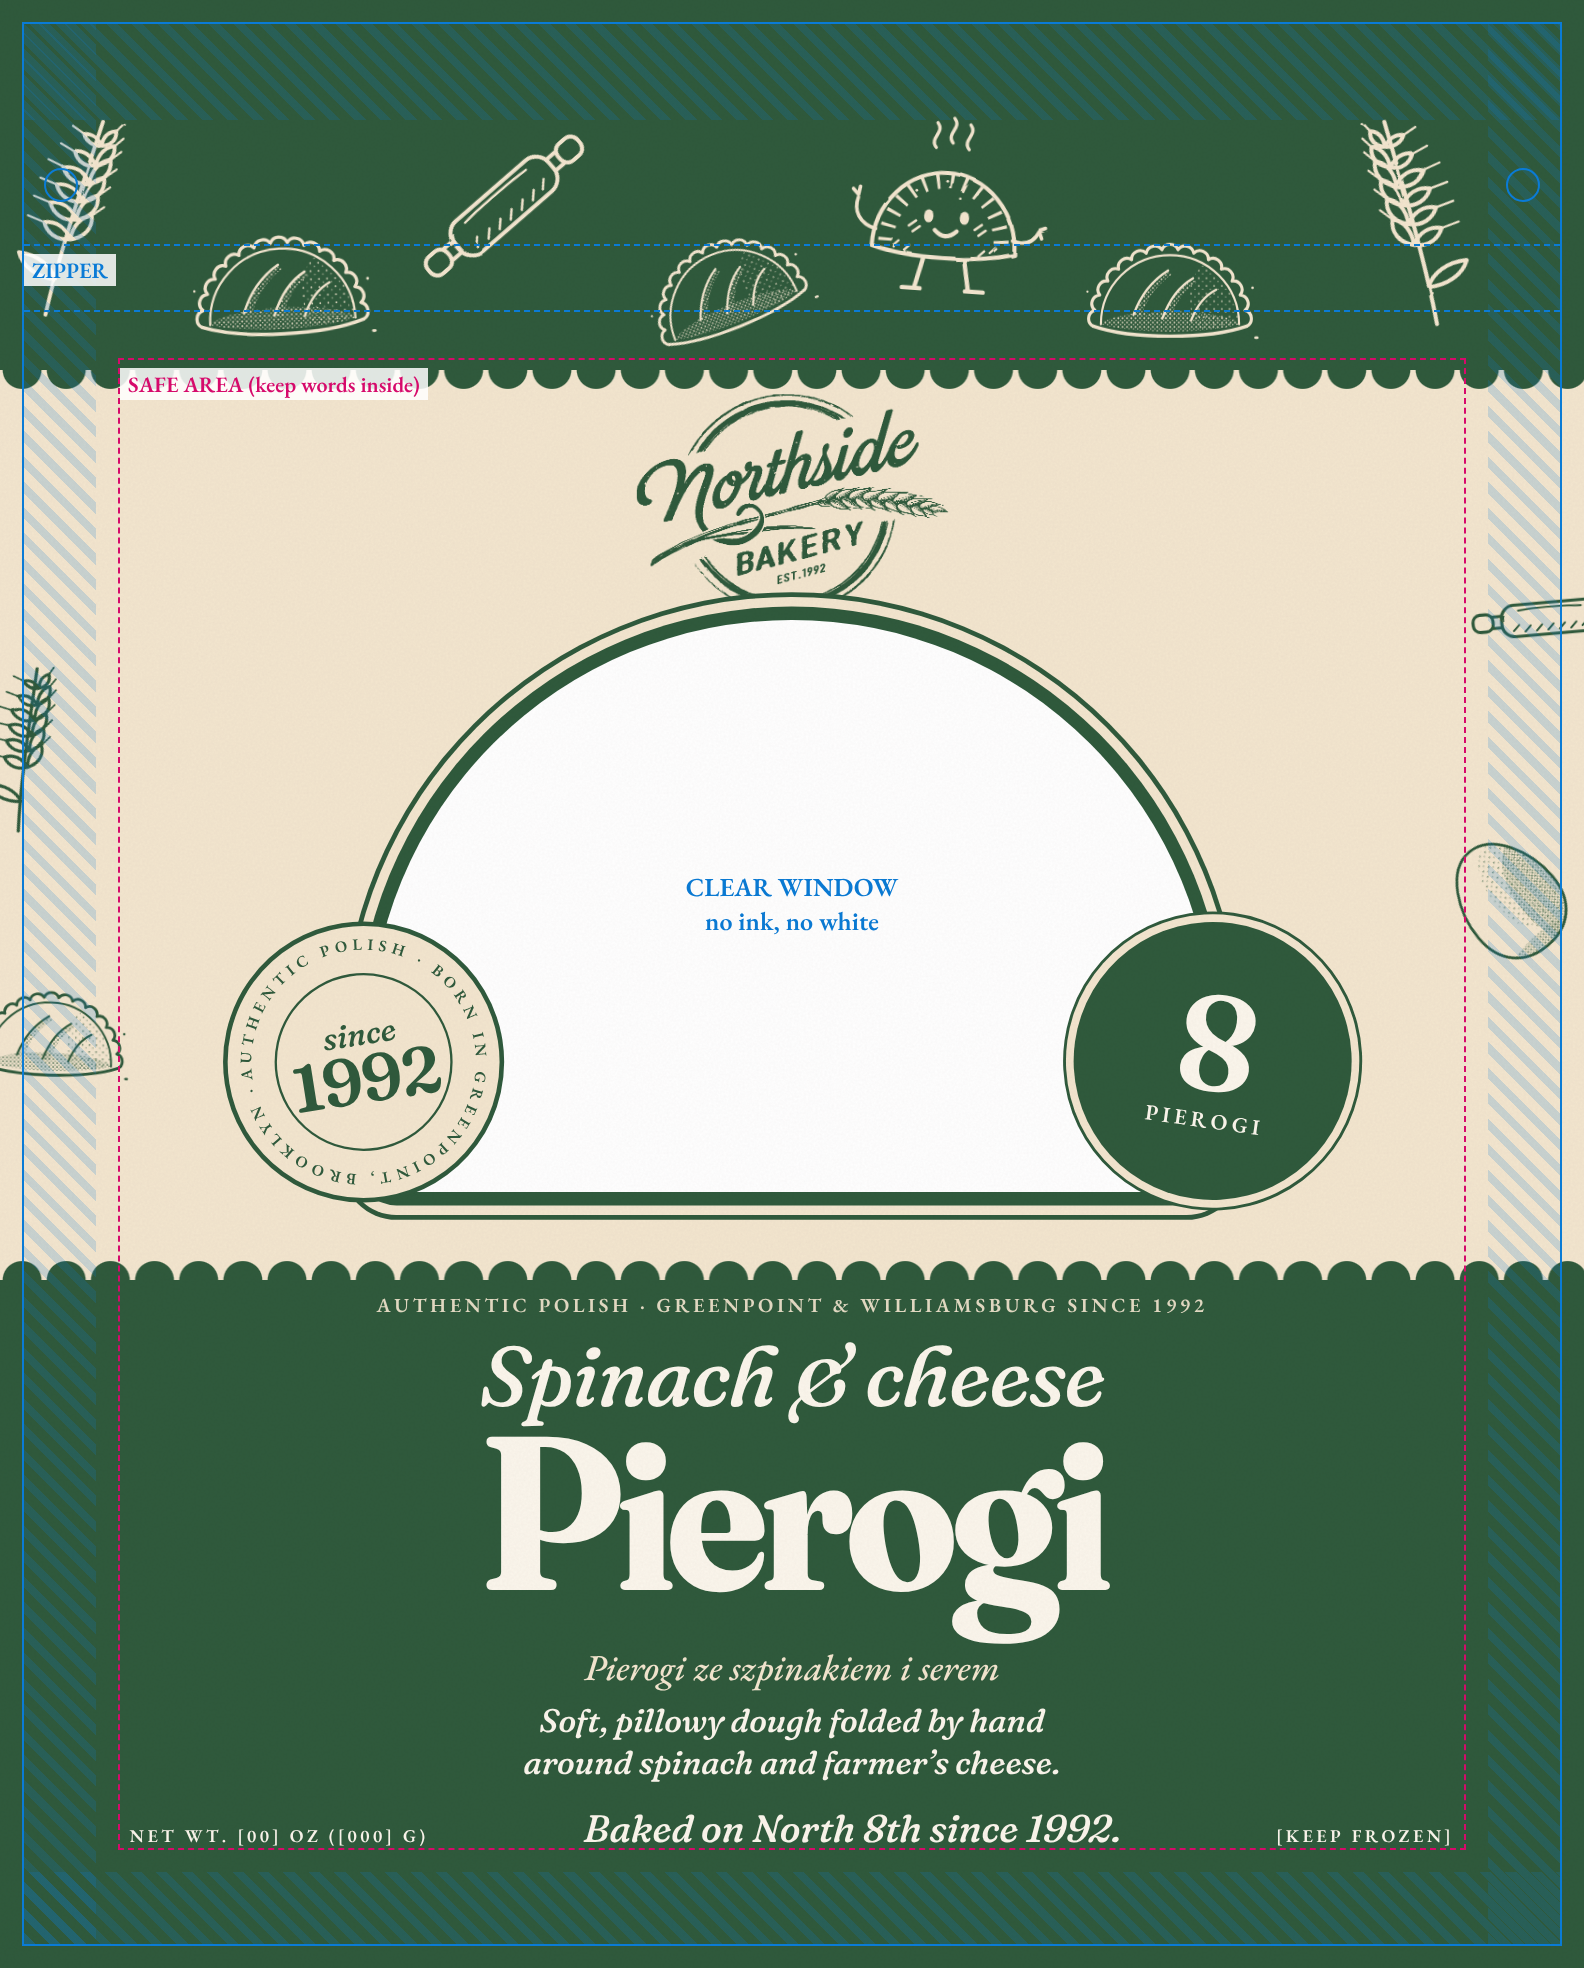 ZIPPER
SAFE AREA (keep words inside)
Northside
BAKERY
EST.1992
CLEAR WINDOW
no ink, no white
AUTHENTIC POLISH · BORN IN GREENPOINT, BROOKLYN ·
since
1992
8
PIEROGI
AUTHENTIC POLISH · GREENPOINT & WILLIAMSBURG SINCE 1992
Spinach & cheese
Pierogi
Pierogi ze szpinakiem i serem
Soft, pillowy dough folded by hand
around spinach and farmer’s cheese.
Baked on North 8th since 1992.
NET WT. [00] OZ ([000] G)
[KEEP FROZEN]